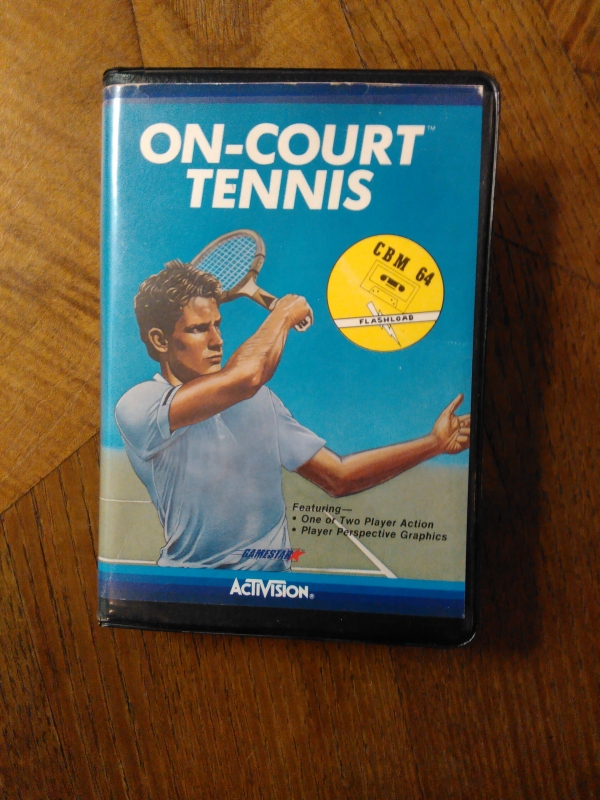 ON-COURT™
TENNIS
CBM 64
FLASHLOAD
Featuring—
• One or Two Player Action
• Player Perspective Graphics
GAMESTAR
ACTIVISION®